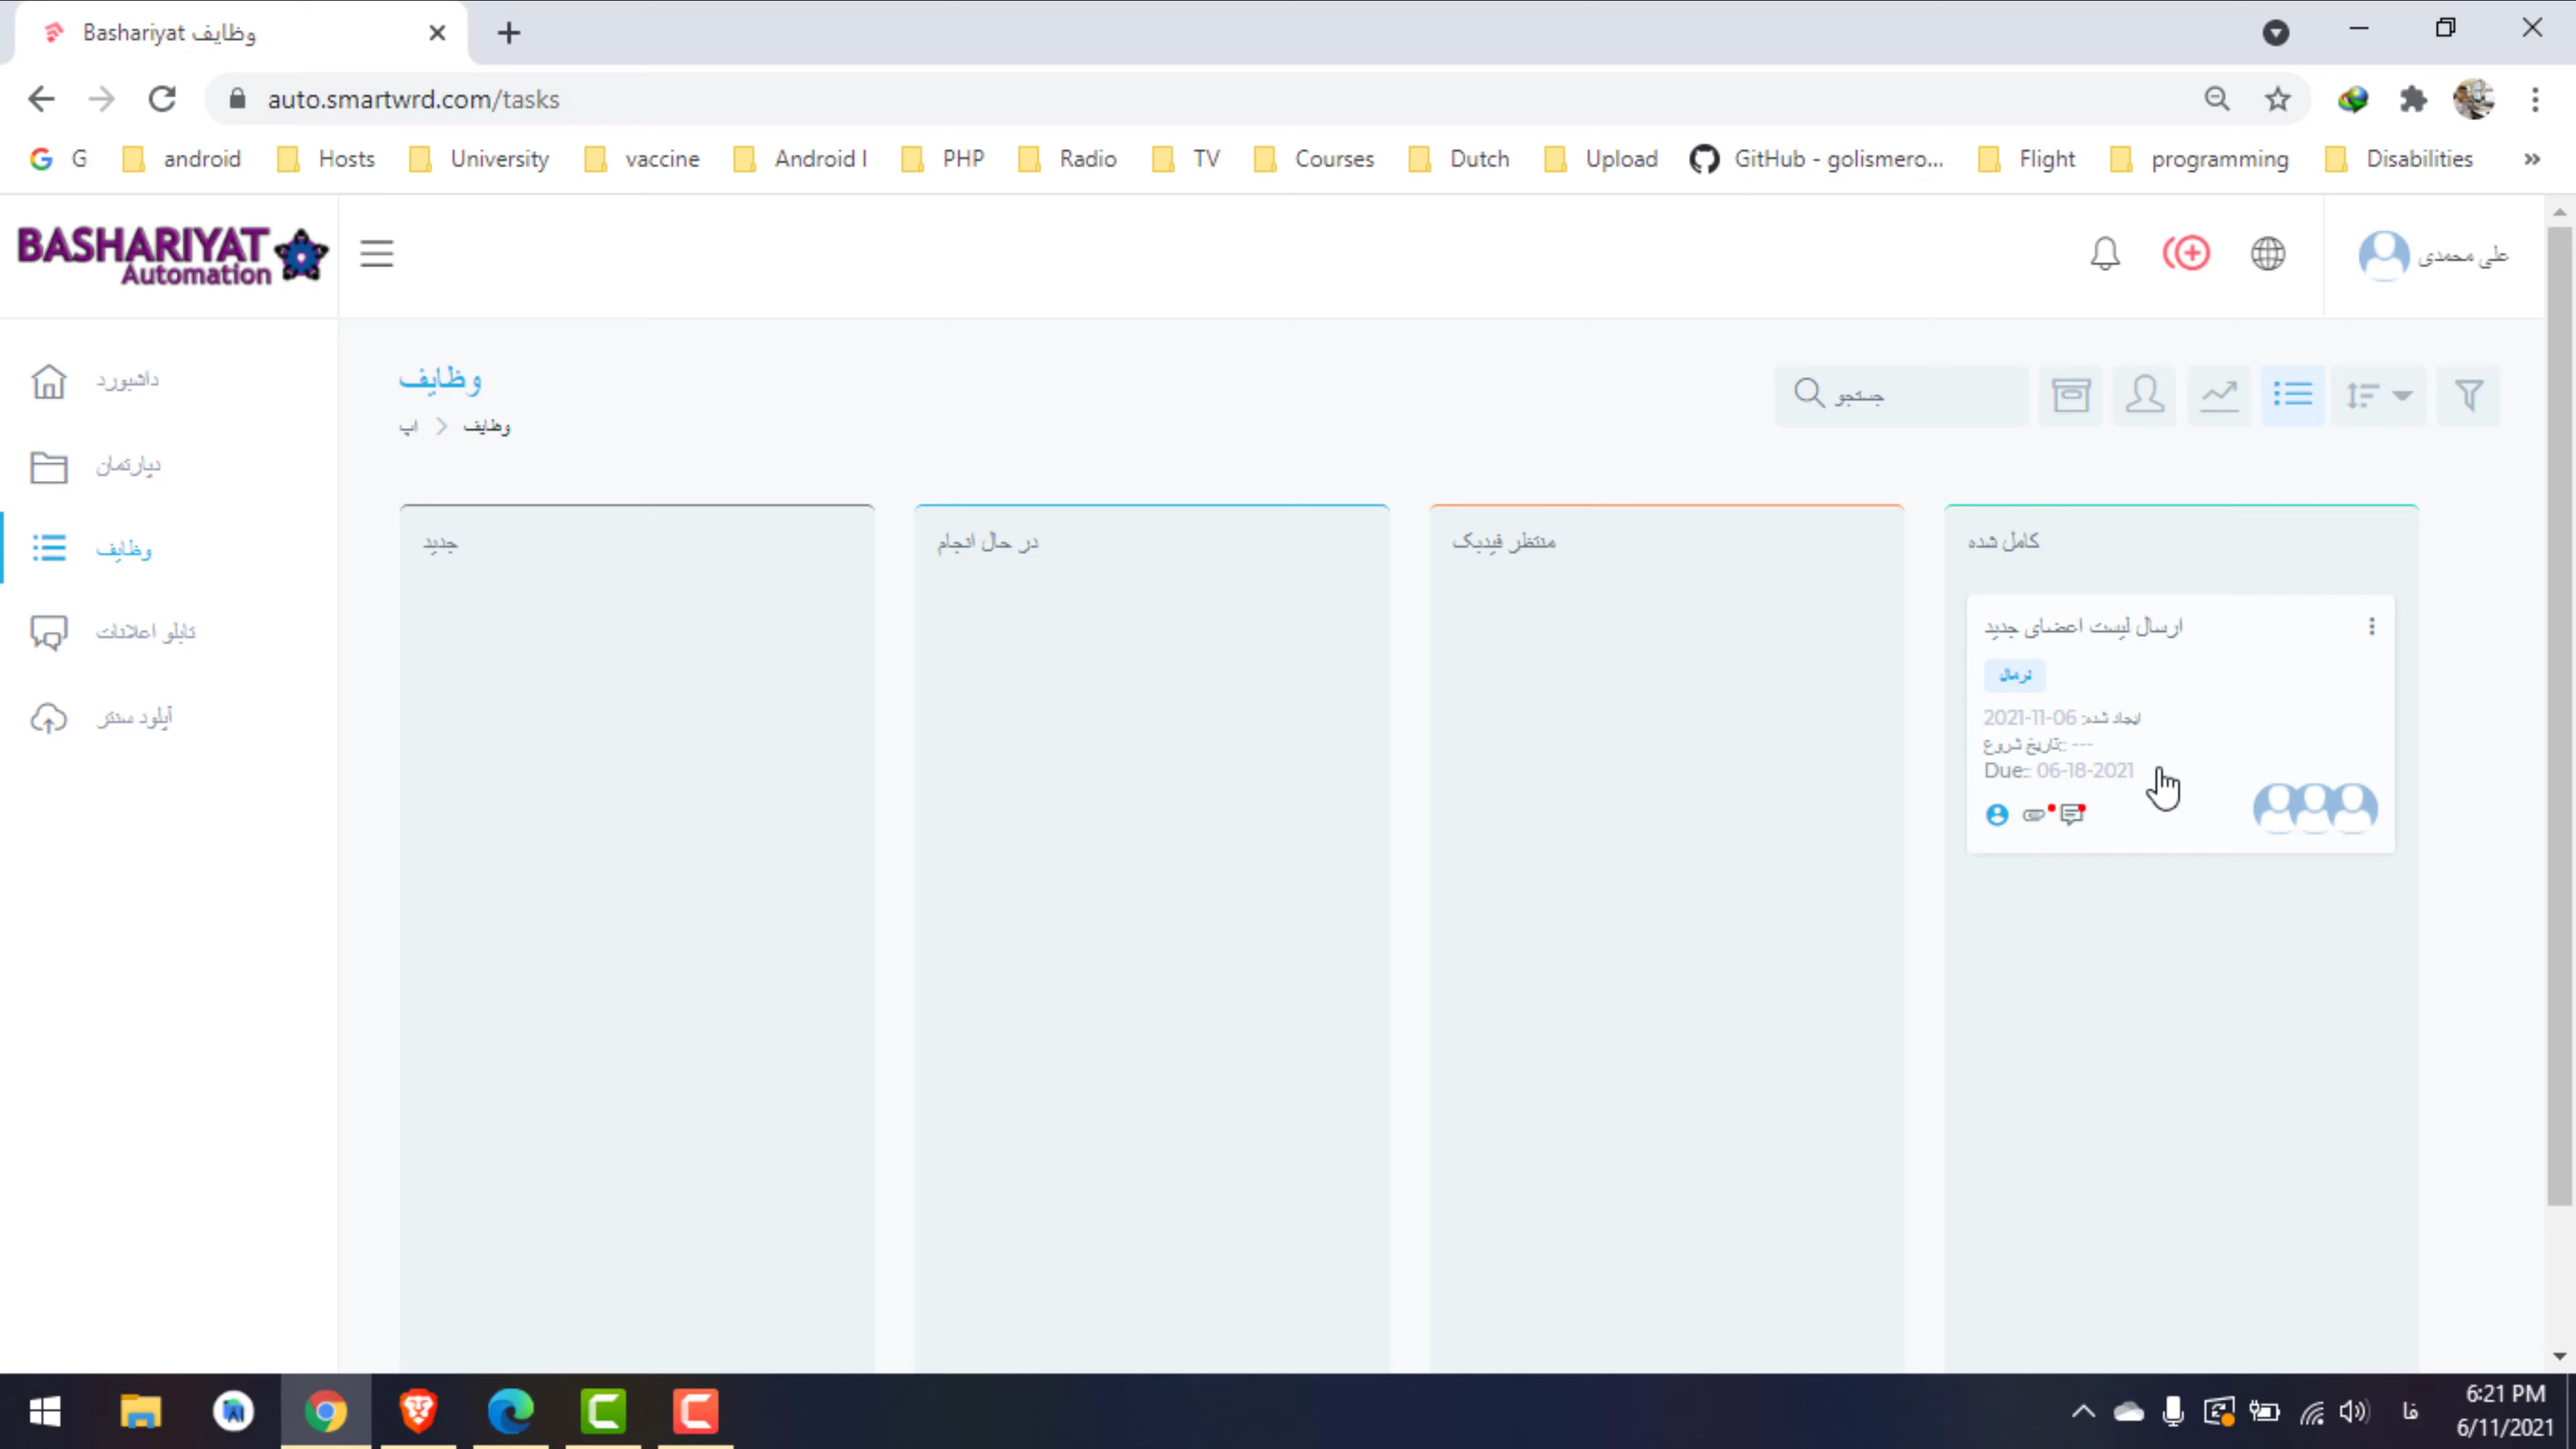 Bashariyat وظایف
auto.smartwrd.com/tasks
G
android
Hosts
University
vaccine
Android I
PHP
Radio
TV
Courses
Dutch
Upload
GitHub - golismero...
Flight
programming
Disabilities
»
BASHARIYAT
Automation
علی محمدی
داشبورد
دپارتمان
وظایف
تابلو اعلانات
آپلود سنتر
وظایف
اپ > وظایف
جستجو
جدید
در حال انجام
منتظر فیدبک
کامل شده
ارسال لیست اعضای جدید
نرمال
ایجاد شده: 2021-11-06
تاریخ شروع:: ---
Due:: 06-18-2021
فا
6:21 PM
6/11/2021